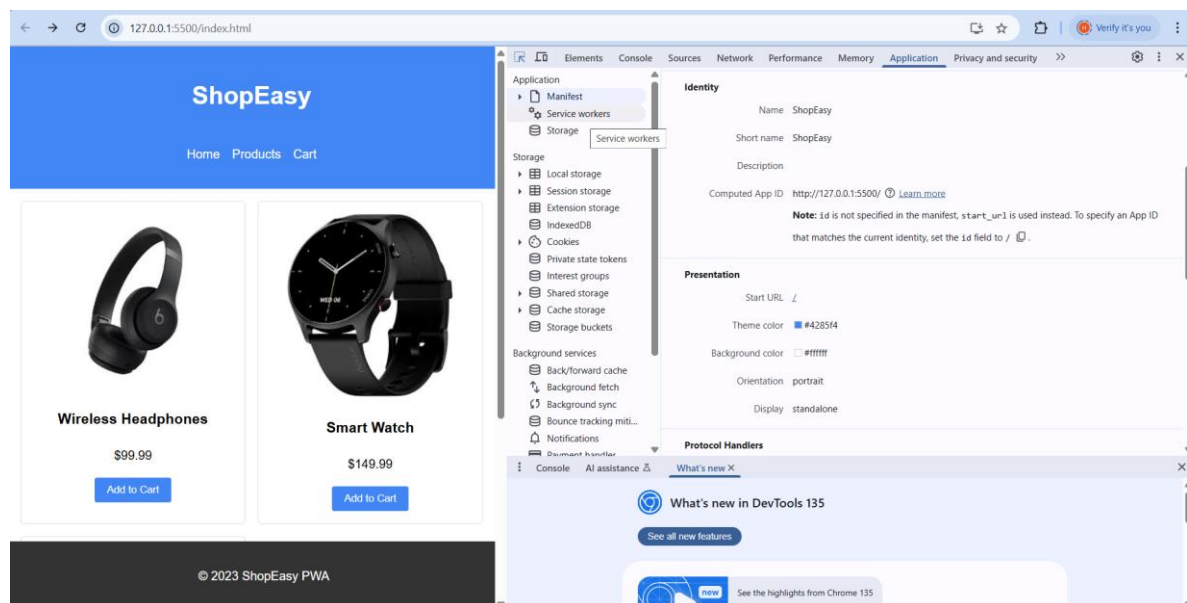 127.0.0.1:5500/index.html
Verify it's you
ShopEasy
Home Products Cart
WED 06
Wireless Headphones
$99.99
Add to Cart
Smart Watch
$149.99
Add to Cart
© 2023 ShopEasy PWA
Elements Console Sources Network Performance Memory Application Privacy and security
Application
Manifest
Service workers
Storage
Service workers
Storage
Local storage
Session storage
Extension storage
IndexedDB
Cookies
Private state tokens
Interest groups
Shared storage
Cache storage
Storage buckets
Background services
Back/forward cache
Background fetch
Background sync
Bounce tracking miti...
Notifications
Payment handler
Identity
Name ShopEasy
Short name ShopEasy
Description
Computed App ID http://127.0.0.1:5500/ Learn more
Note: id is not specified in the manifest, start_url is used instead. To specify an App ID
that matches the current identity, set the id field to / .
Presentation
Start URL /
Theme color #4285f4
Background color #ffffff
Orientation portrait
Display standalone
Protocol Handlers
Console AI assistance What's new
What's new in DevTools 135
See all new features
new
See the highlights from Chrome 135